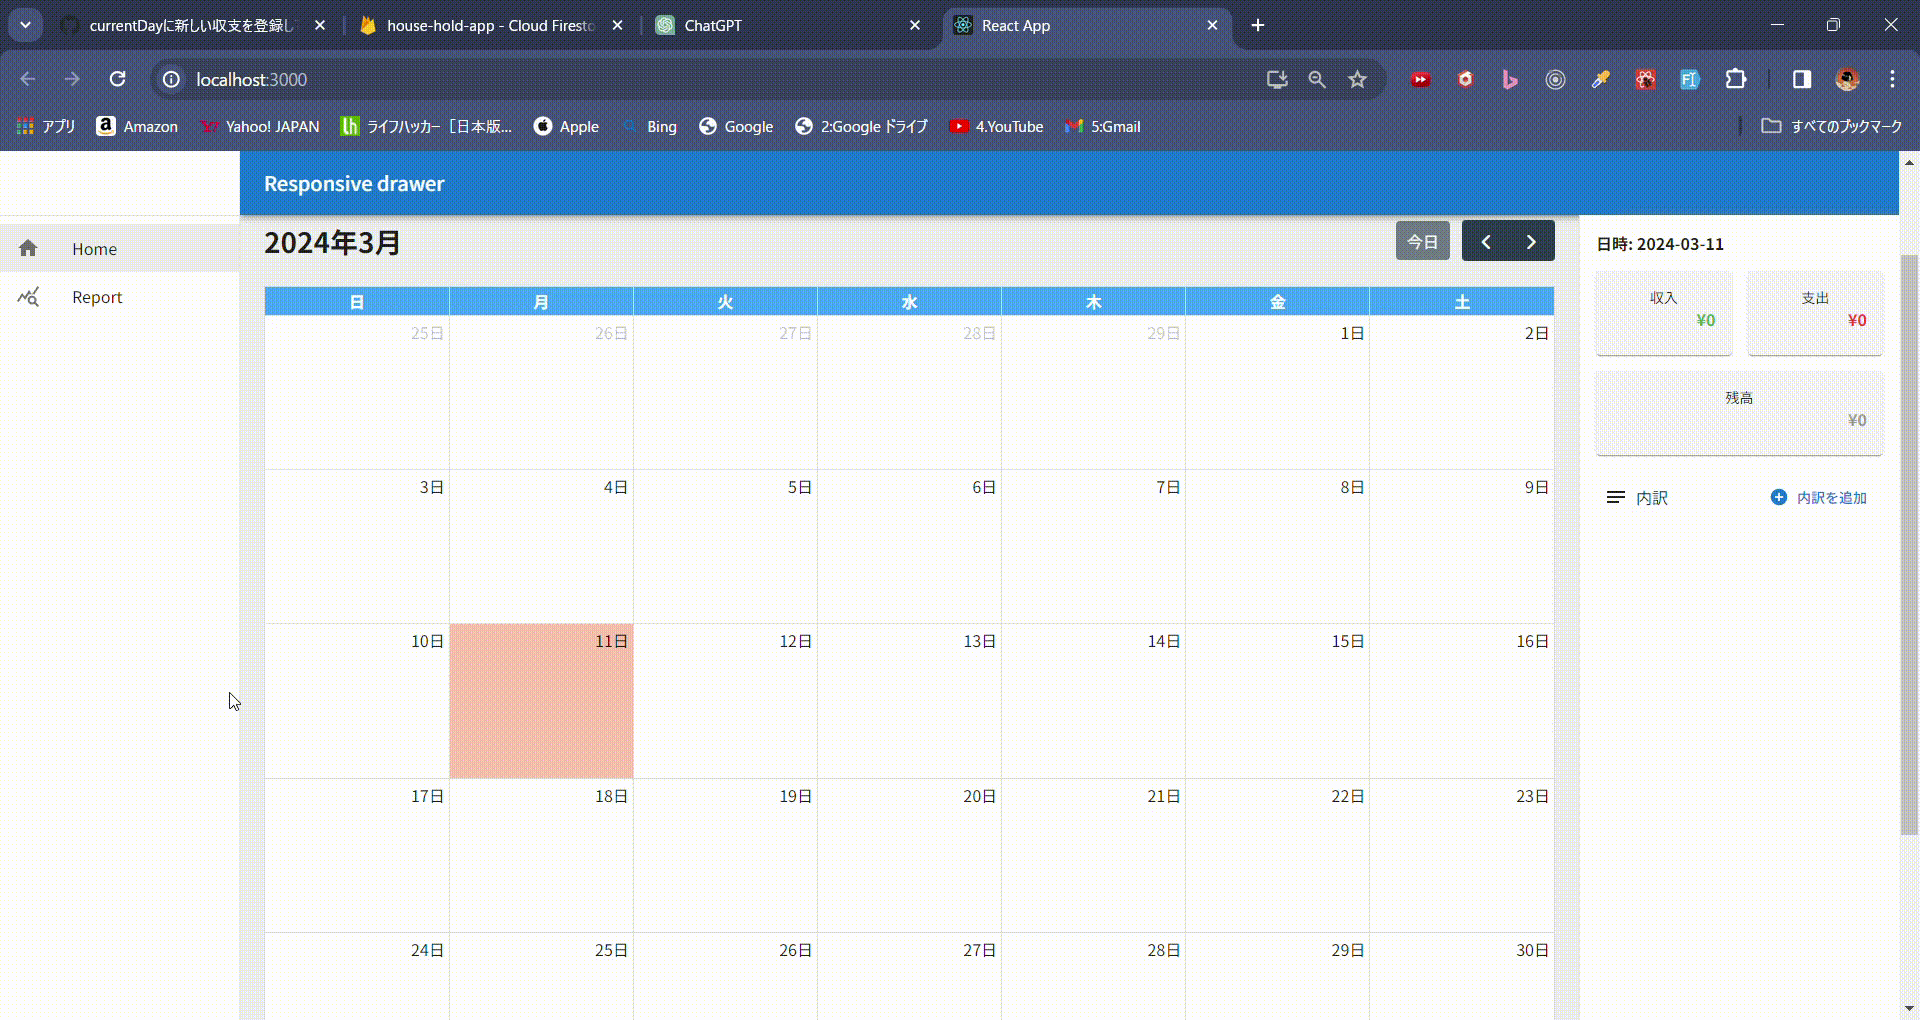 currentDayに新しい収支を登録し
house-hold-app - Cloud Firesto
ChatGPT
React App
localhost:3000
アプリ
Amazon
Yahoo! JAPAN
ライフハッカー［日本版...
Apple
Bing
Google
2:Google ドライブ
4.YouTube
5:Gmail
すべてのブックマーク
Responsive drawer
Home
Report
2024年3月
今日
日 月 火 水 木 金 土
25日 26日 27日 28日 29日 1日 2日
3日 4日 5日 6日 7日 8日 9日
10日 11日 12日 13日 14日 15日 16日
17日 18日 19日 20日 21日 22日 23日
24日 25日 26日 27日 28日 29日 30日
日時: 2024-03-11
収入
¥0
支出
¥0
残高
¥0
内訳
内訳を追加